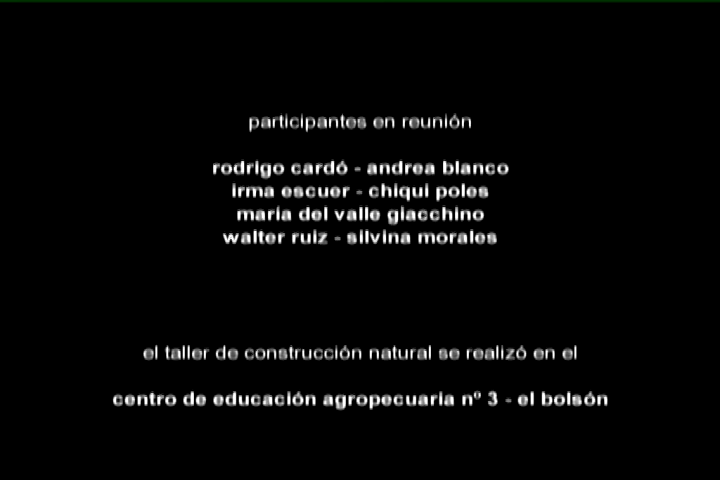 participantes en reunión
rodrigo cardó - andrea blanco
irma escuer - chiqui poles
maría del valle giacchino
walter ruiz - silvina morales
el taller de construcción natural se realizó en el
centro de educación agropecuaria nº 3 - el bolsón